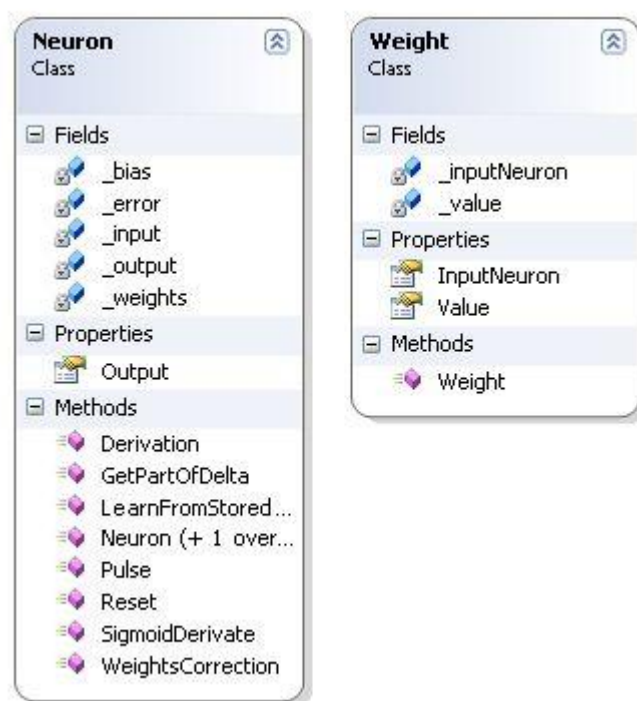 Neuron
Class
Fields
_bias
_error
_input
_output
_weights
Properties
Output
Methods
Derivation
GetPartOfDelta
LearnFromStored...
Neuron (+ 1 over...
Pulse
Reset
SigmoidDerivate
WeightsCorrection
Weight
Class
Fields
_inputNeuron
_value
Properties
InputNeuron
Value
Methods
Weight